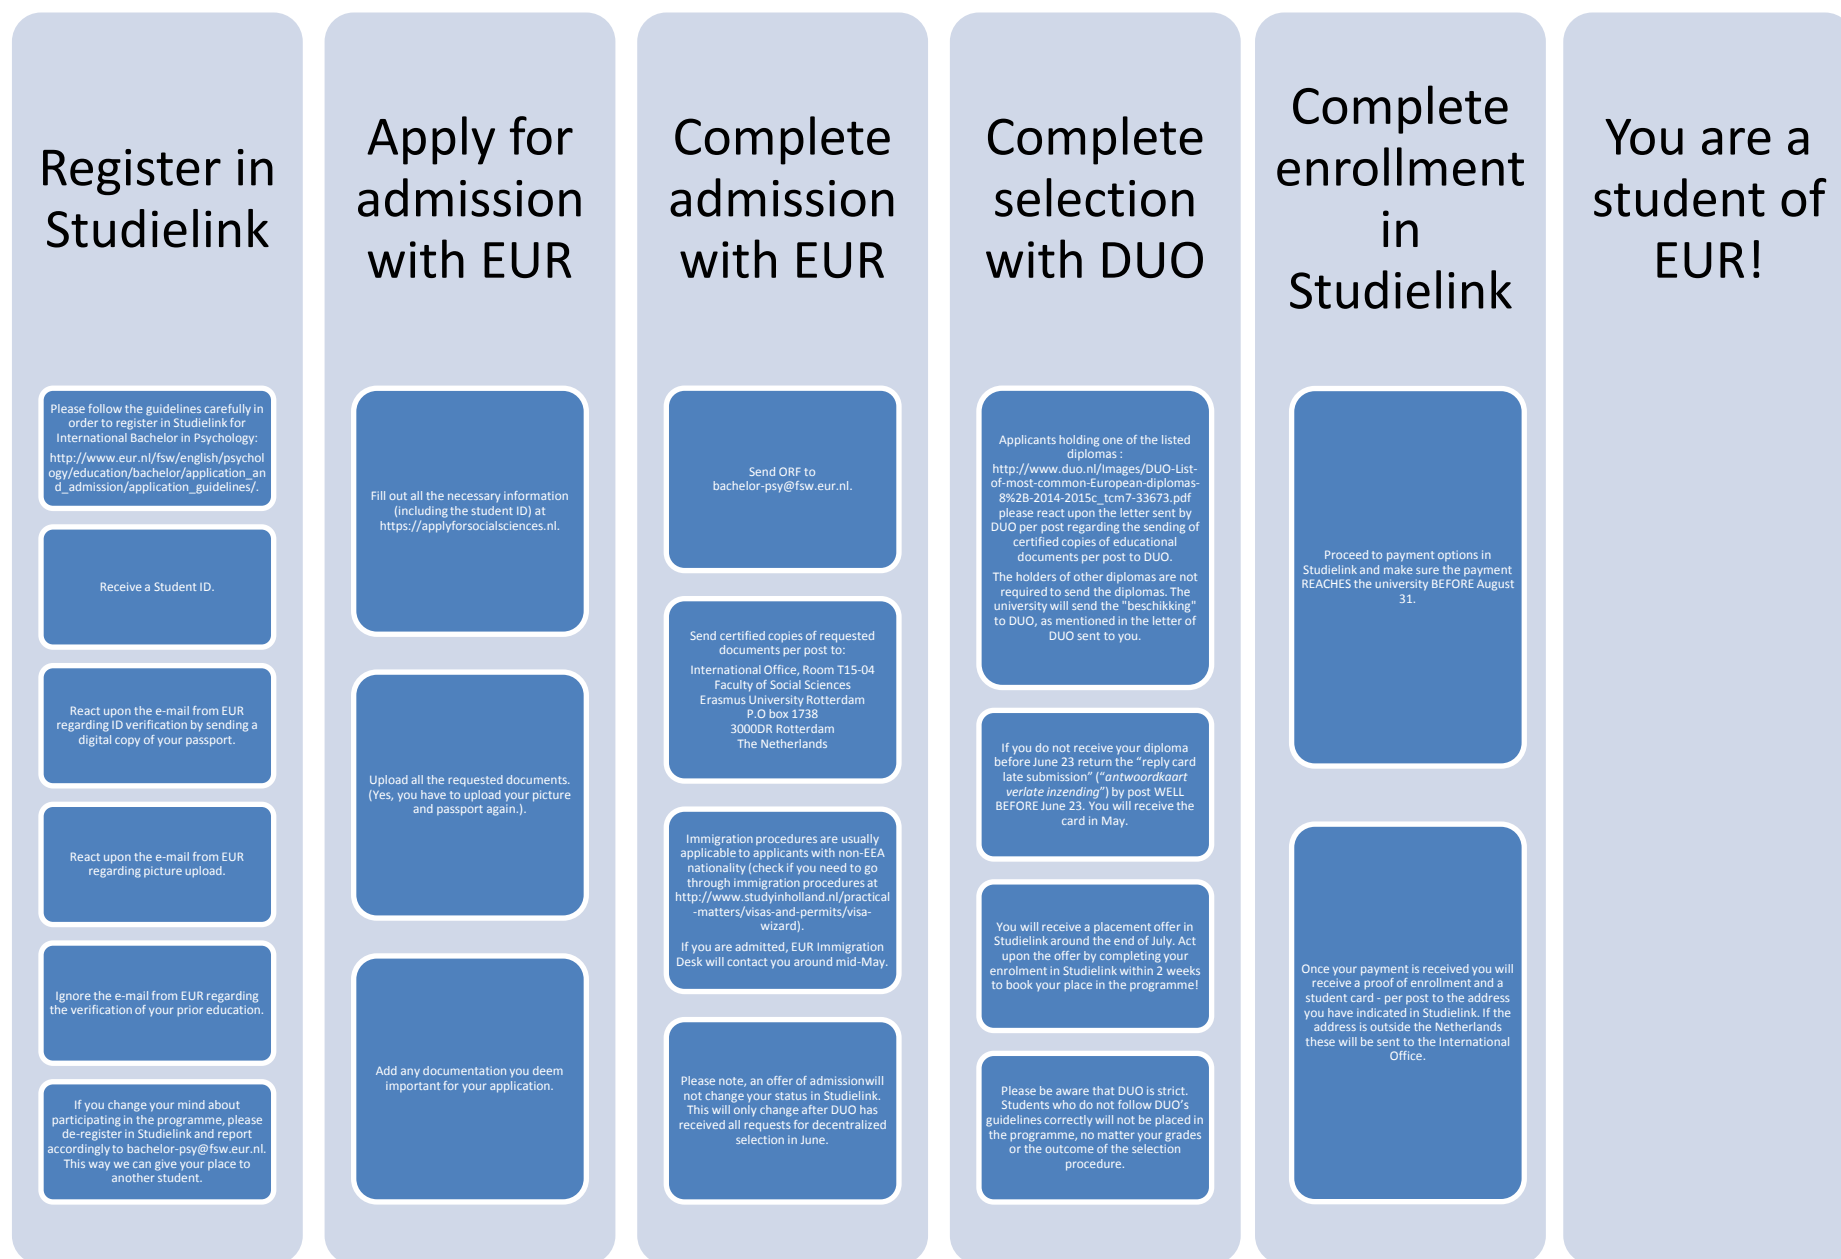 Register in
Studielink
Please follow the guidelines carefully in
order to register in Studielink for
International Bachelor in Psychology:
http://www.eur.nl/fsw/english/psychol
ogy/education/bachelor/application_an
d_admission/application_guidelines/.
Receive a Student ID.
React upon the e-mail from EUR
regarding ID verification by sending a
digital copy of your passport.
React upon the e-mail from EUR
regarding picture upload.
Ignore the e-mail from EUR regarding
the verification of your prior education.
If you change your mind about
participating in the programme, please
de-register in Studielink and report
accordingly to bachelor-psy@fsw.eur.nl.
This way we can give your place to
another student.
Apply for
admission
with EUR
Fill out all the necessary information
(including the student ID) at
https://applyforsocialsciences.nl.
Upload all the requested documents.
(Yes, you have to upload your picture
and passport again.).
Add any documentation you deem
important for your application.
Complete
admission
with EUR
Send ORF to
bachelor-psy@fsw.eur.nl.
Send certified copies of requested
documents per post to:
International Office, Room T15-04
Faculty of Social Sciences
Erasmus University Rotterdam
P.O box 1738
3000DR Rotterdam
The Netherlands
Immigration procedures are usually
applicable to applicants with non-EEA
nationality (check if you need to go
through immigration procedures at
http://www.studyinholland.nl/practical
-matters/visas-and-permits/visa-
wizard).
If you are admitted, EUR Immigration
Desk will contact you around mid-May.
Please note, an offer of admissionwill
not change your status in Studielink.
This will only change after DUO has
received all requests for decentralized
selection in June.
Complete
selection
with DUO
Applicants holding one of the listed
diplomas :
http://www.duo.nl/Images/DUO-List-
of-most-common-European-diplomas-
8%2B-2014-2015c_tcm7-33673.pdf
please react upon the letter sent by
DUO per post regarding the sending of
certified copies of educational
documents per post to DUO.
The holders of other diplomas are not
required to send the diplomas. The
university will send the "beschikking"
to DUO, as mentioned in the letter of
DUO sent to you.
If you do not receive your diploma
before June 23 return the “reply card
late submission” (“antwoordkaart
verlate inzending”) by post WELL
BEFORE June 23. You will receive the
card in May.
You will receive a placement offer in
Studielink around the end of July. Act
upon the offer by completing your
enrolment in Studielink within 2 weeks
to book your place in the programme!
Please be aware that DUO is strict.
Students who do not follow DUO’s
guidelines correctly will not be placed in
the programme, no matter your grades
or the outcome of the selection
procedure.
Complete
enrollment
in
Studielink
Proceed to payment options in
Studielink and make sure the payment
REACHES the university BEFORE August
31.
Once your payment is received you will
receive a proof of enrollment and a
student card - per post to the address
you have indicated in Studielink. If the
address is outside the Netherlands
these will be sent to the International
Office.
You are a
student of
EUR!